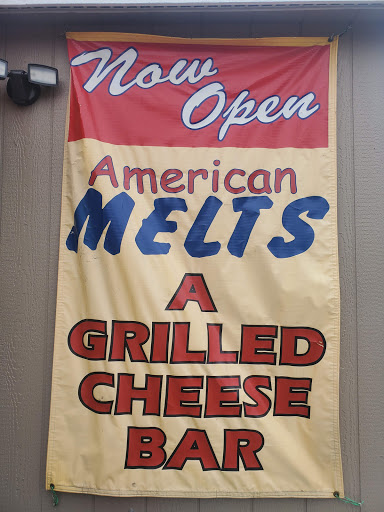 Now
Open
American
MELTS
A
GRILLED
CHEESE
BAR